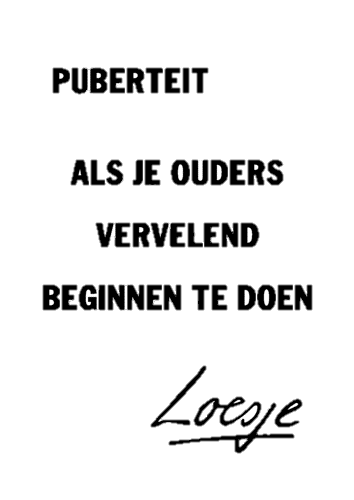 PUBERTEIT
ALS JE OUDERS
VERVELEND
BEGINNEN TE DOEN
Loesje